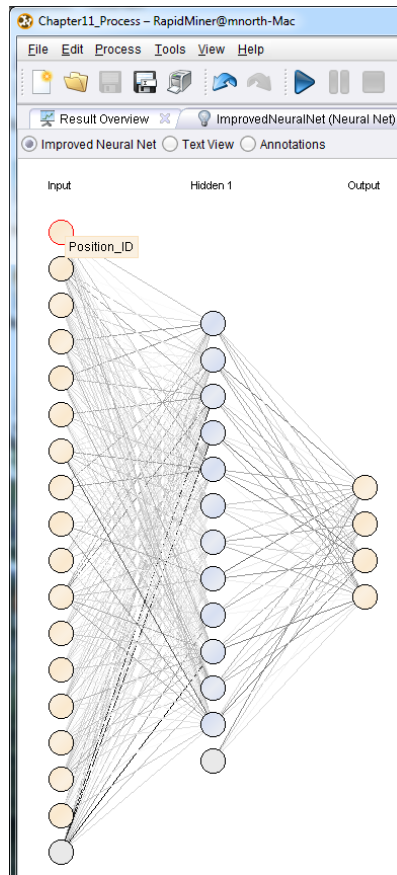 Chapter11_Process – RapidMiner@mnorth-Mac
File Edit Process Tools View Help
Result Overview ImprovedNeuralNet (Neural Net)
Improved Neural Net Text View Annotations
Input Hidden 1 Output
Position_ID